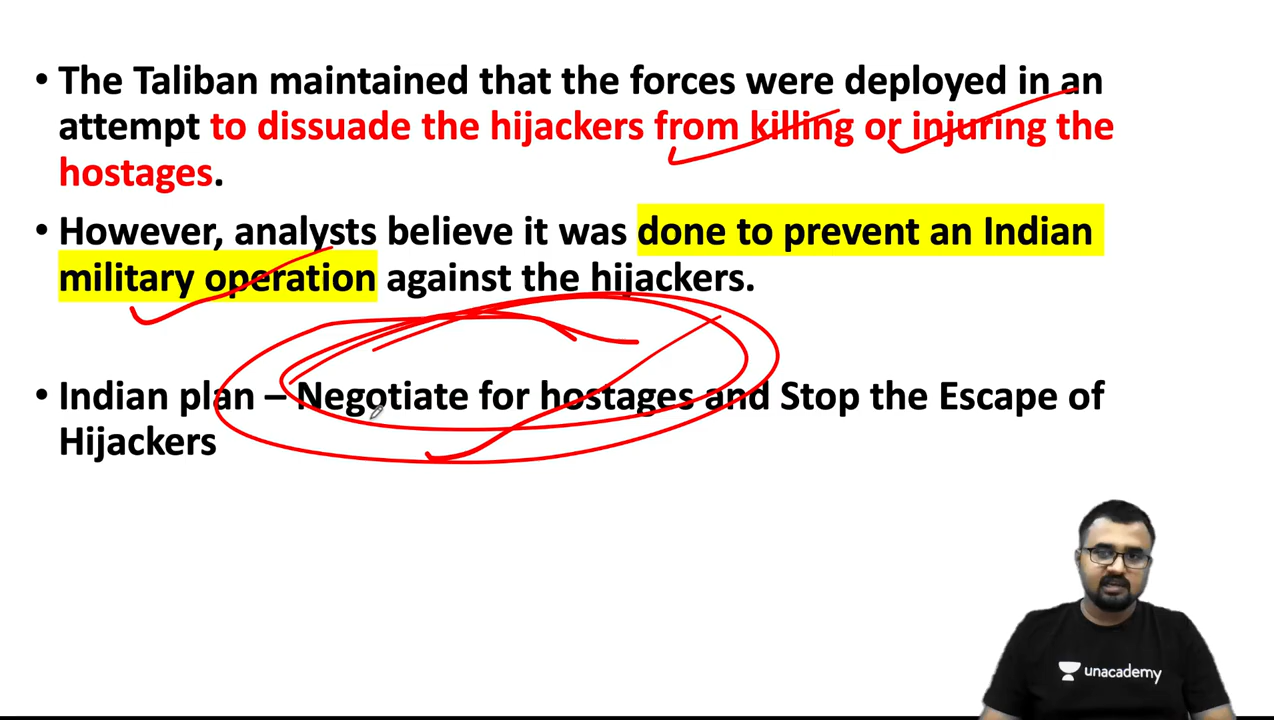 • The Taliban maintained that the forces were deployed in an
attempt to dissuade the hijackers from killing or injuring the
hostages.
• However, analysts believe it was done to prevent an Indian
military operation against the hijackers.
• Indian plan – Negotiate for hostages and Stop the Escape of
Hijackers
unacademy